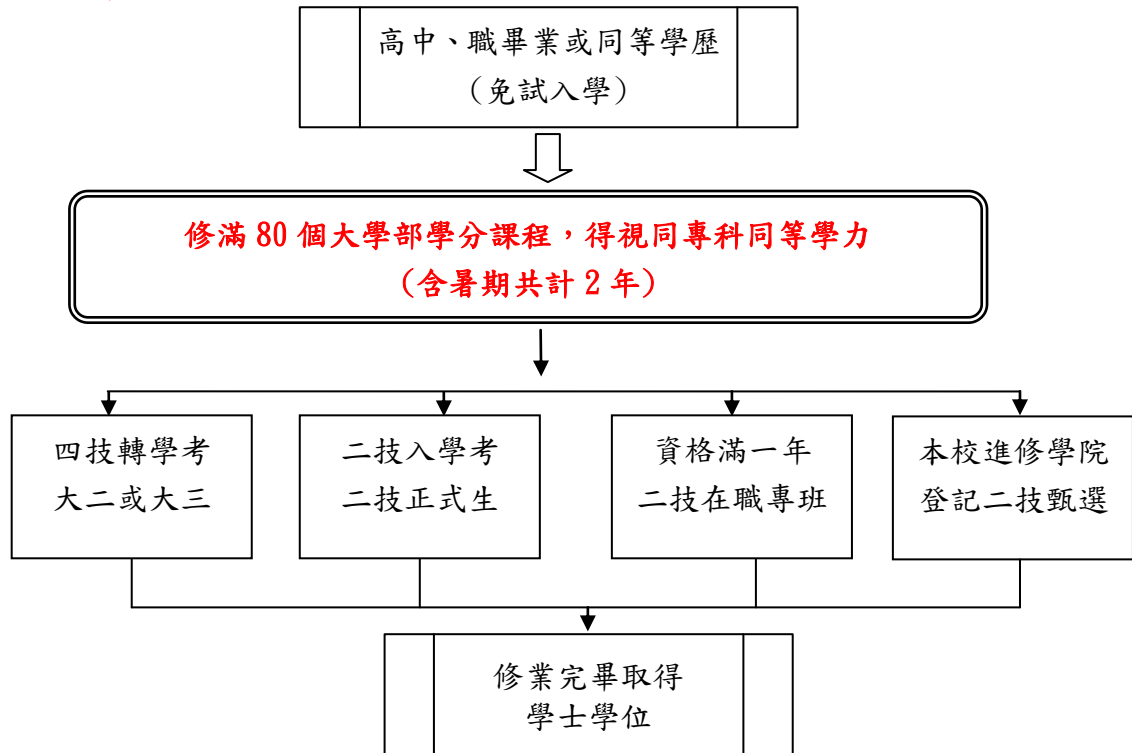 高中、職畢業或同等學歷
（免試入學）
修滿 80 個大學部學分課程，得視同專科同等學力
（含暑期共計 2 年）
四技轉學考
大二或大三
二技入學考
二技正式生
資格滿一年
二技在職專班
本校進修學院
登記二技甄選
修業完畢取得
學士學位